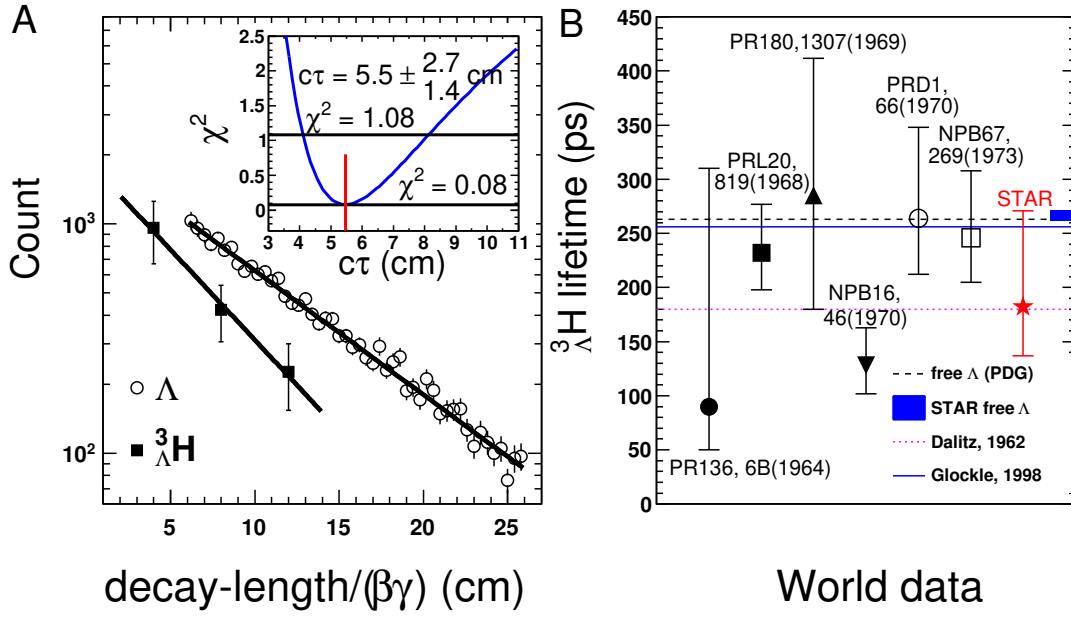 A
Count
10³
10²
5
10
15
20
25
decay-length/(βγ) (cm)
Λ
³ΛH
χ²
2.5
2
1.5
1
0.5
0
3
4
5
6
7
8
9
10
11
cτ (cm)
cτ = 5.5 ± 2.7 1.4 cm
χ² = 1.08
χ² = 0.08
B
³ΛH lifetime (ps)
450
400
350
300
250
200
150
100
50
0
PR180,1307(1969)
PRD1,
66(1970)
PRL20,
819(1968)
NPB67,
269(1973)
STAR
NPB16,
46(1970)
PR136, 6B(1964)
free Λ (PDG)
STAR free Λ
Dalitz, 1962
Glockle, 1998
World data